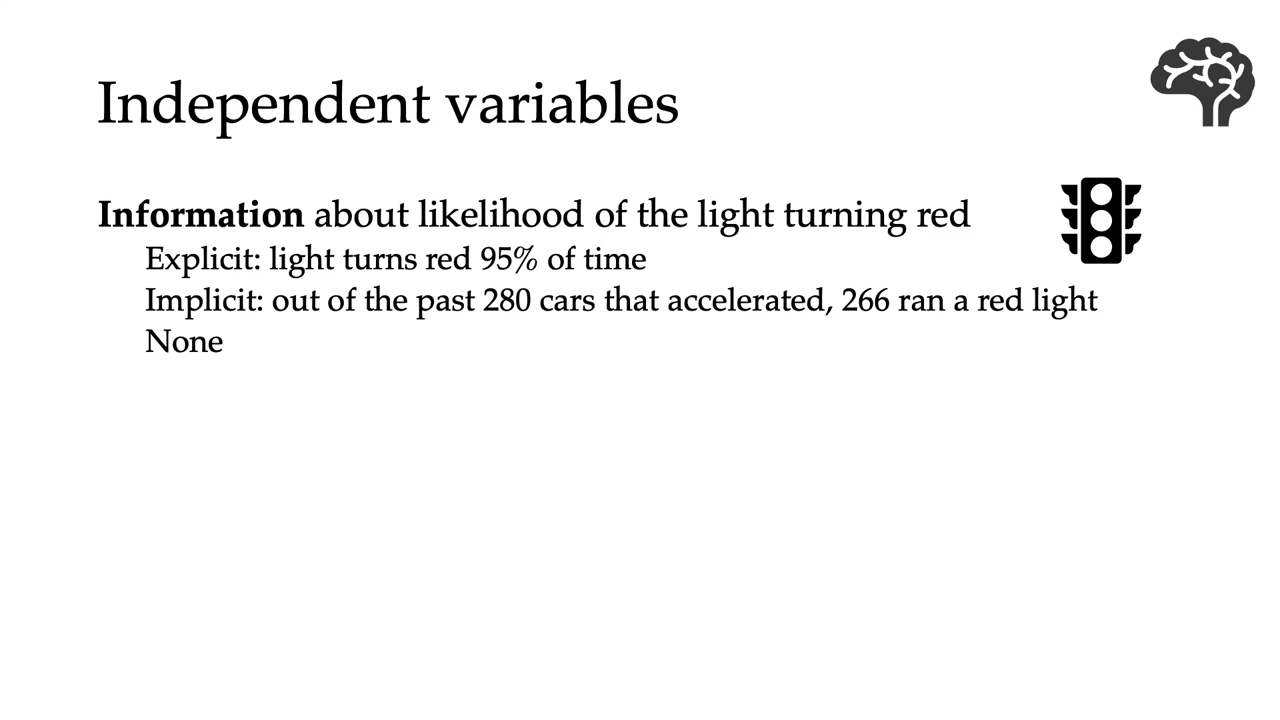 Independent variables
Information about likelihood of the light turning red
Explicit: light turns red 95% of time
Implicit: out of the past 280 cars that accelerated, 266 ran a red light
None